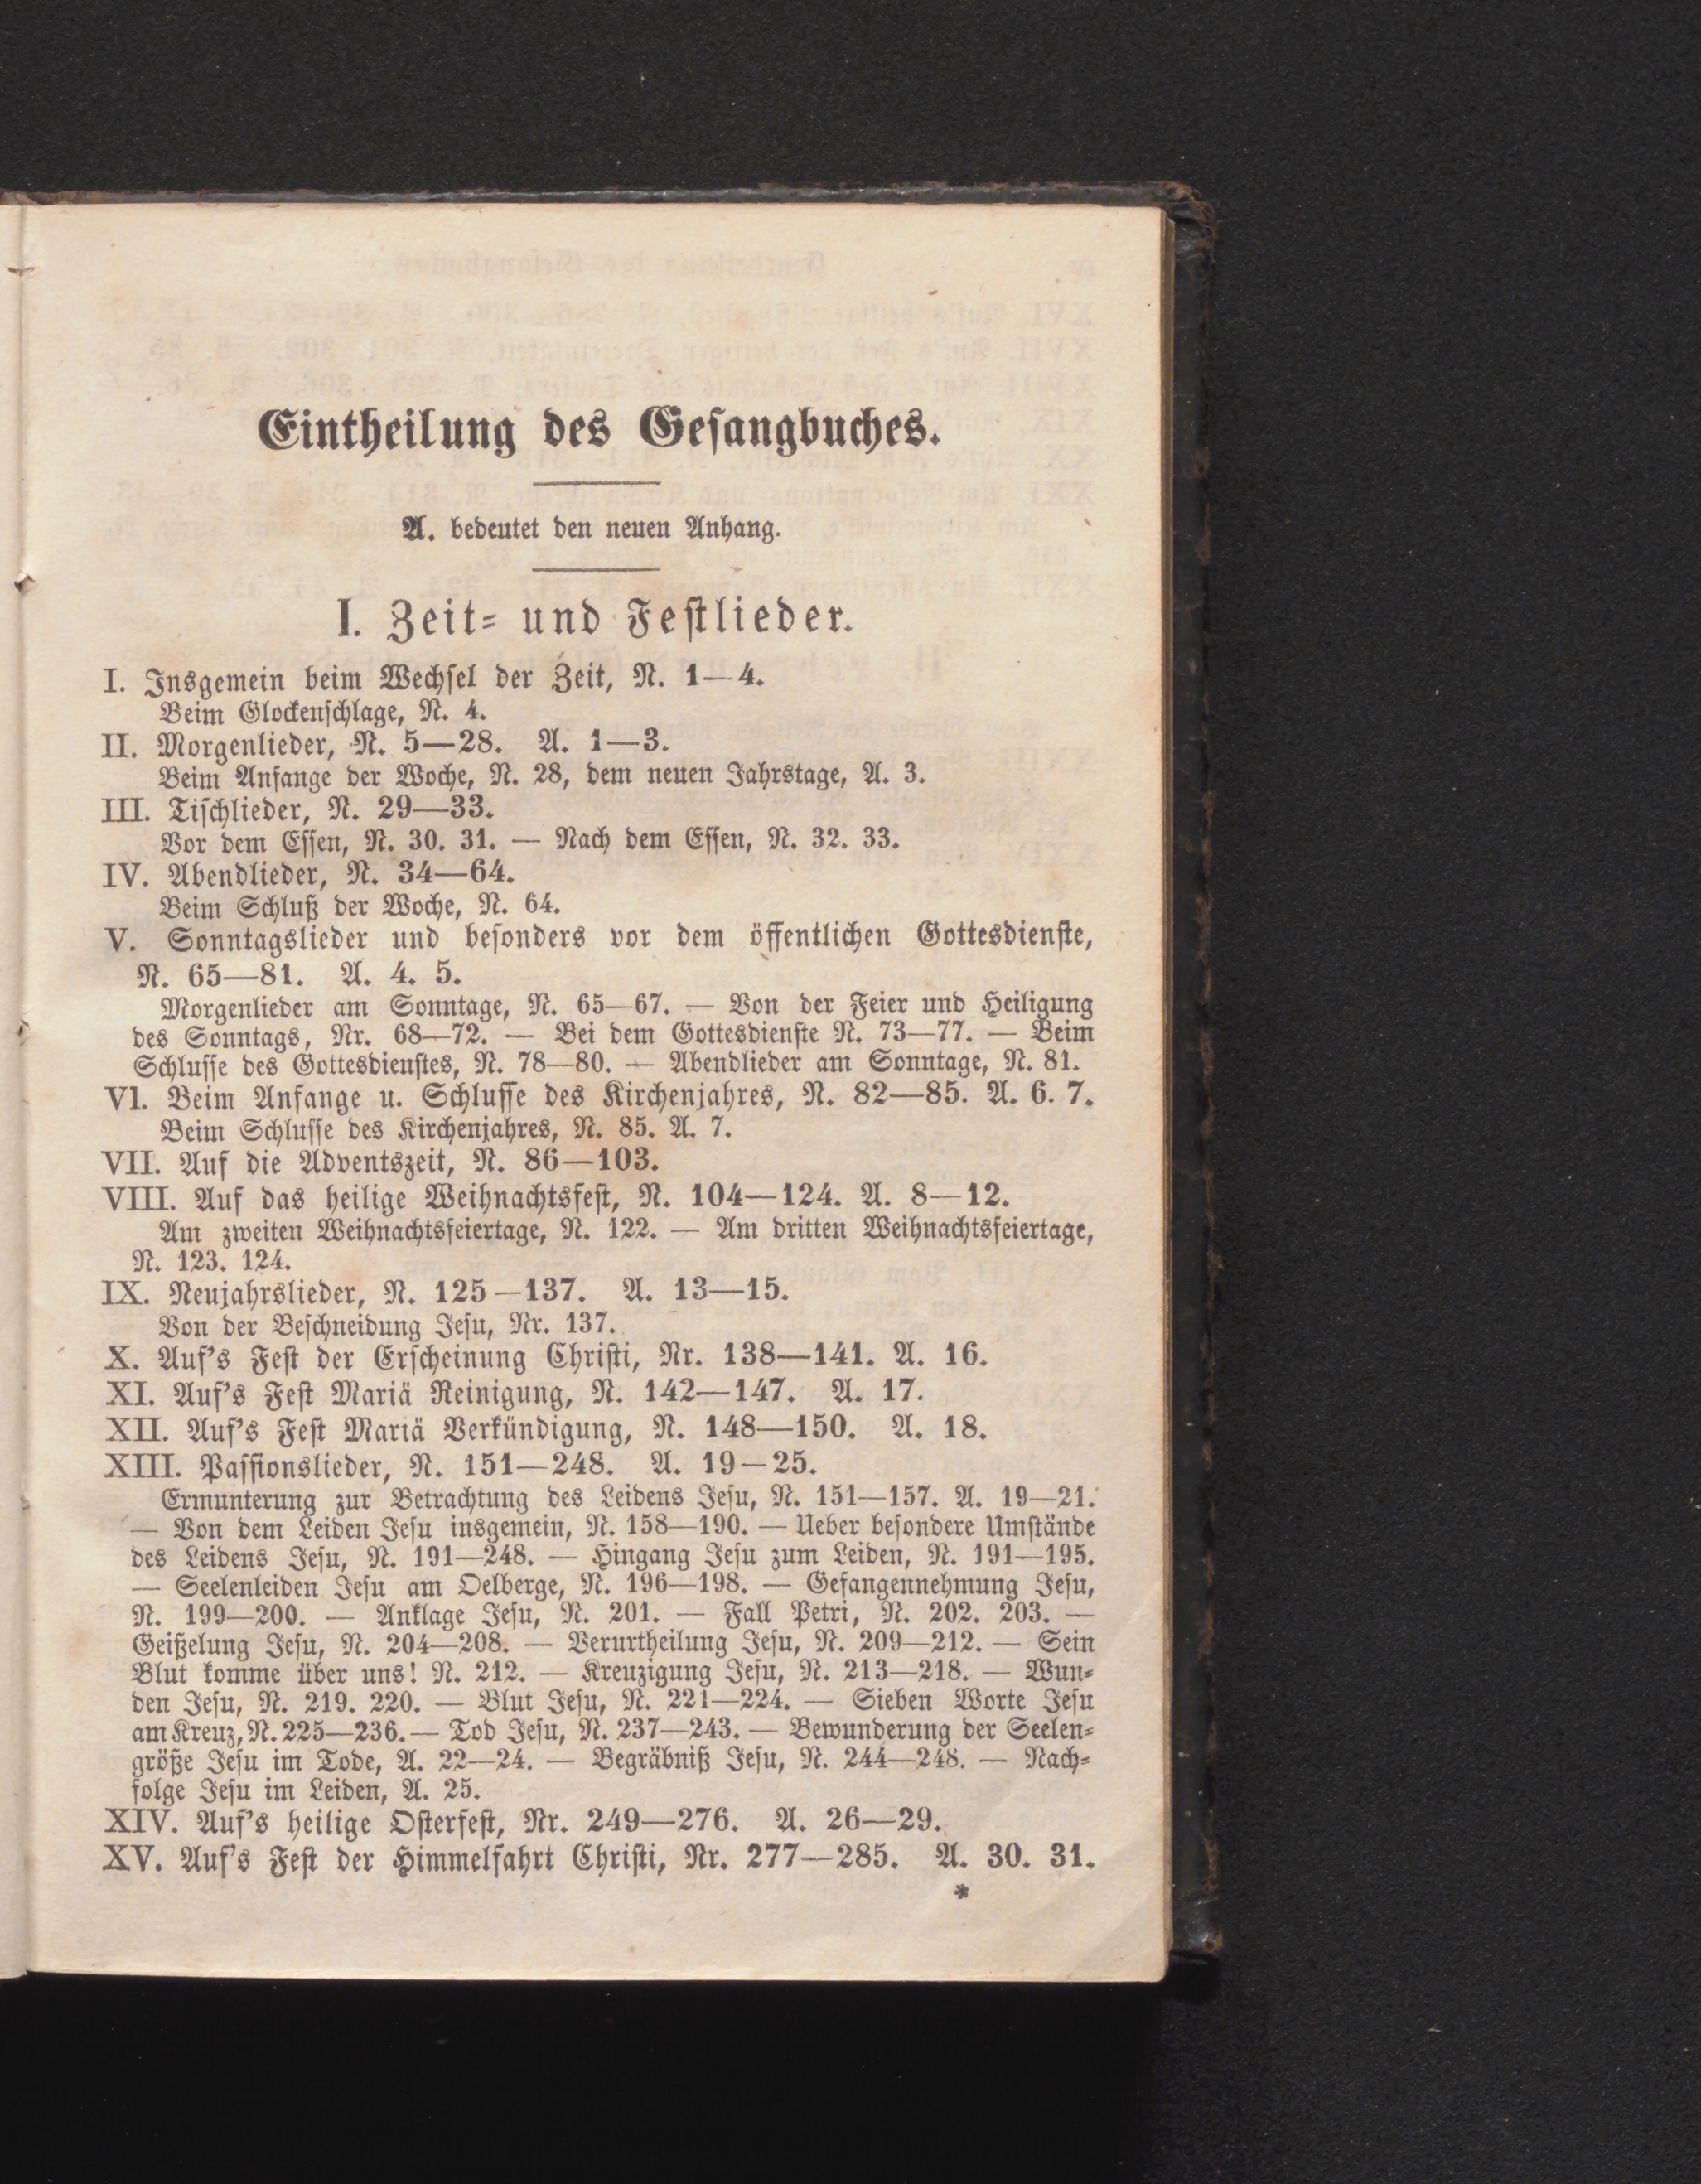 Eintheilung des Gesangbuches.
A. bedeutet den neuen Anhang.
I. Zeit- und Festlieder.
I. Insgemein beim Wechsel der Zeit, N. 1—4.
Beim Glockenschlage, N. 4.
II. Morgenlieder, N. 5—28. A. 1—3.
Beim Anfange der Woche, N. 28, dem neuen Jahrstage, A. 3.
III. Tischlieder, N. 29—33.
Vor dem Essen, N. 30. 31. — Nach dem Essen, N. 32. 33.
IV. Abendlieder, N. 34—64.
Beim Schluß der Woche, N. 64.
V. Sonntagslieder und besonders vor dem öffentlichen Gottesdienste,
N. 65—81. A. 4. 5.
Morgenlieder am Sonntage, N. 65—67. — Von der Feier und Heiligung
des Sonntags, Nr. 68—72. — Bei dem Gottesdienste N. 73—77. — Beim
Schlusse des Gottesdienstes, N. 78—80. — Abendlieder am Sonntage, N. 81.
VI. Beim Anfange u. Schlusse des Kirchenjahres, N. 82—85. A. 6. 7.
Beim Schlusse des Kirchenjahres, N. 85. A. 7.
VII. Auf die Adventszeit, N. 86—103.
VIII. Auf das heilige Weihnachtsfest, N. 104—124. A. 8—12.
Am zweiten Weihnachtsfeiertage, N. 122. — Am dritten Weihnachtsfeiertage,
N. 123. 124.
IX. Neujahrslieder, N. 125—137. A. 13—15.
Von der Beschneidung Jesu, Nr. 137.
X. Auf's Fest der Erscheinung Christi, Nr. 138—141. A. 16.
XI. Auf's Fest Mariä Reinigung, N. 142—147. A. 17.
XII. Auf's Fest Mariä Verkündigung, N. 148—150. A. 18.
XIII. Passionslieder, N. 151—248. A. 19—25.
Ermunterung zur Betrachtung des Leidens Jesu, N. 151—157. A. 19—21.
— Von dem Leiden Jesu insgemein, N. 158—190. — Ueber besondere Umstände
des Leidens Jesu, N. 191—248. — Hingang Jesu zum Leiden, N. 191—195.
— Seelenleiden Jesu am Oelberge, N. 196—198. — Gefangennehmung Jesu,
N. 199—200. — Anklage Jesu, N. 201. — Fall Petri, N. 202. 203. —
Geißelung Jesu, N. 204—208. — Verurtheilung Jesu, N. 209—212. — Sein
Blut komme über uns! N. 212. — Kreuzigung Jesu, N. 213—218. — Wun-
den Jesu, N. 219. 220. — Blut Jesu, N. 221—224. — Sieben Worte Jesu
am Kreuz, N. 225—236. — Tod Jesu, N. 237—243. — Bewunderung der Seelen-
größe Jesu im Tode, A. 22—24. — Begräbniß Jesu, N. 244—248. — Nach-
folge Jesu im Leiden, A. 25.
XIV. Auf's heilige Osterfest, Nr. 249—276. A. 26—29.
XV. Auf's Fest der Himmelfahrt Christi, Nr. 277—285. A. 30. 31.
*